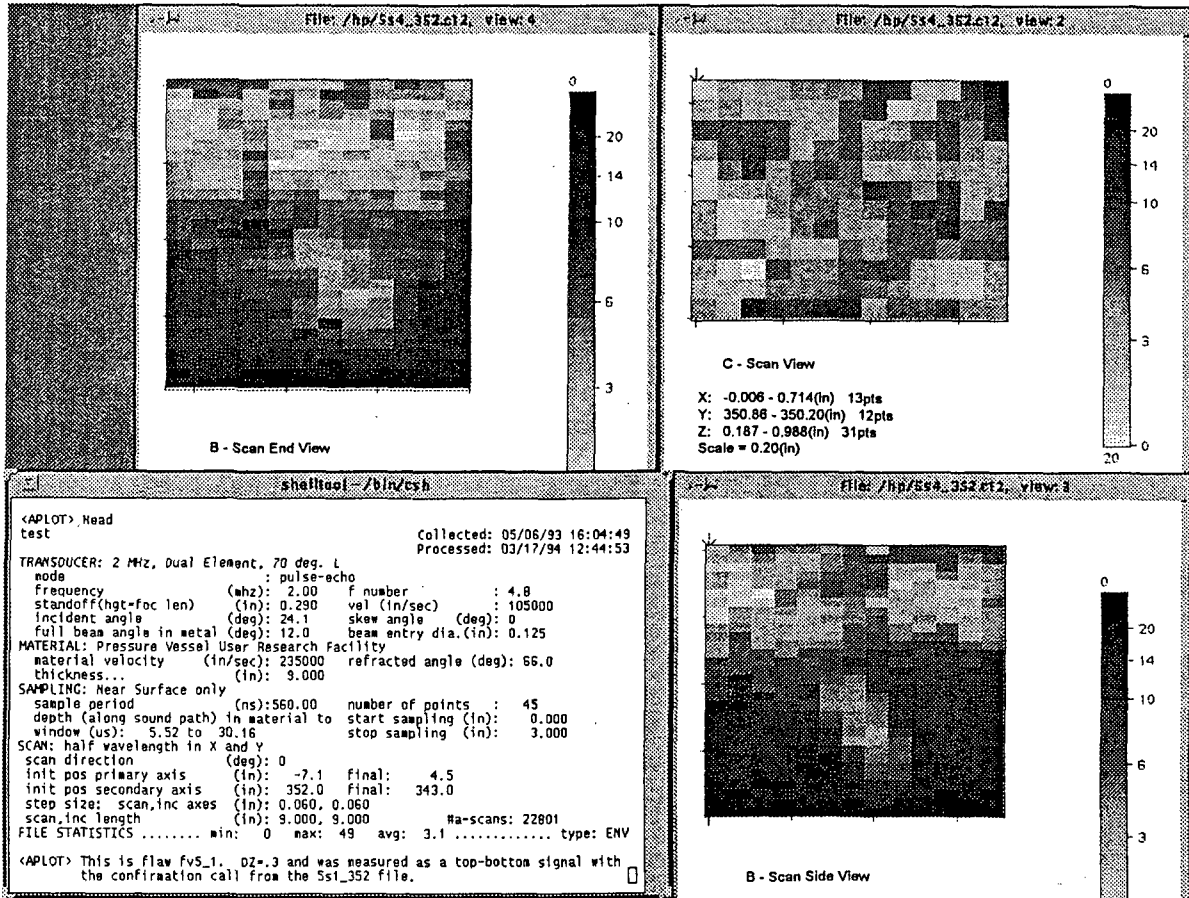 File: /hp/Ss4_352.c12, view:4
0
20
14
10
6
3
B - Scan End View
File: /hp/Ss4_352.c12, view:2
0
20
14
10
6
3
0
20
C - Scan View
X: -0.006 - 0.714(in) 13pts
Y: 350.86 - 350.20(in) 12pts
Z: 0.187 - 0.988(in) 31pts
Scale = 0.20(in)
shelltool - /bin/csh
<APLOT> Head
test
Collected: 05/06/93 16:04:49
Processed: 03/17/94 12:44:53
TRANSDUCER: 2 MHz, Dual Element, 70 deg. L
mode : pulse-echo
frequency (mhz): 2.00 f number : 4.8
standoff(hgt-foc len) (in): 0.290 vel (in/sec) : 105000
incident angle (deg): 24.1 skew angle (deg): 0
full beam angle in metal (deg): 12.0 beam entry dia.(in): 0.125
MATERIAL: Pressure Vessel User Research Facility
material velocity (in/sec): 235000 refracted angle (deg): 66.0
thickness... (in): 9.000
SAMPLING: Near Surface only
sample period (ns):560.00 number of points : 45
depth (along sound path) in material to start sampling (in): 0.000
window (us): 5.52 to 30.16 stop sampling (in): 3.000
SCAN: half wavelength in X and Y
scan direction (deg): 0
init pos primary axis (in): -7.1 final: 4.5
init pos secondary axis (in): 352.0 final: 343.0
step size: scan,inc axes (in): 0.060, 0.060
scan,inc length (in): 9.000, 9.000 #a-scans: 22801
FILE STATISTICS ........ min: 0 max: 49 avg: 3.1 ............. type: ENV
<APLOT> This is flaw fv5_1. DZ=.3 and was measured as a top-bottom signal with
the confirmation call from the Ss1_352 file.
File: /hp/Ss4_352.c12, view:3
0
20
14
10
6
3
B - Scan Side View